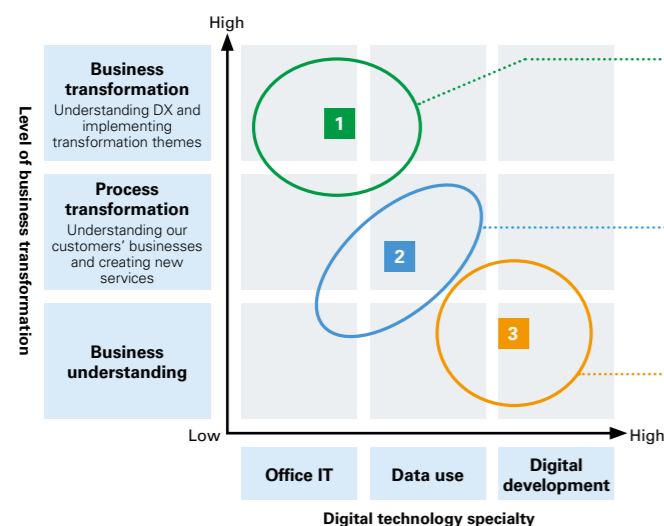 High
Level of business transformation
Business
transformation
Understanding DX and
implementing
transformation themes
1
Process
transformation
Understanding our
customers' businesses
and creating new
services
2
Business
understanding
3
Low
High
Office IT
Data use
Digital
development
Digital technology specialty